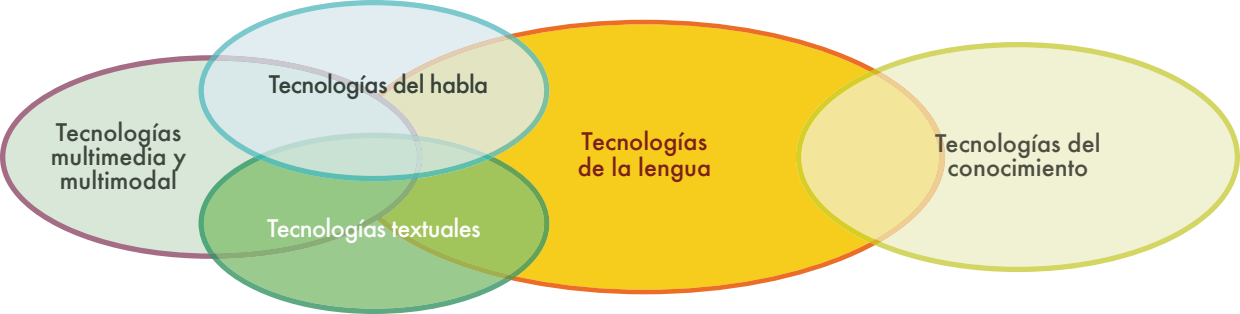 Tecnologías del habla
Tecnologías
multimedia y
multimodal
Tecnologías
de la lengua
Tecnologías del
conocimiento
Tecnologías textuales